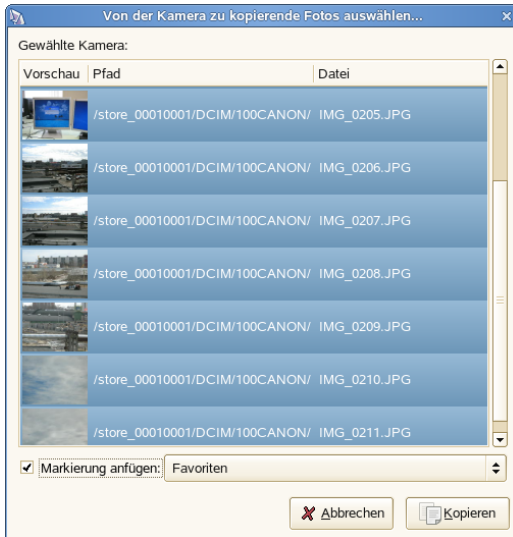 Von der Kamera zu kopierende Fotos auswählen...
Gewählte Kamera:
Vorschau Pfad Datei
/store_00010001/DCIM/100CANON/ IMG_0205.JPG
/store_00010001/DCIM/100CANON/ IMG_0206.JPG
/store_00010001/DCIM/100CANON/ IMG_0207.JPG
/store_00010001/DCIM/100CANON/ IMG_0208.JPG
/store_00010001/DCIM/100CANON/ IMG_0209.JPG
/store_00010001/DCIM/100CANON/ IMG_0210.JPG
/store_00010001/DCIM/100CANON/ IMG_0211.JPG
Markierung anfügen: Favoriten
Abbrechen Kopieren